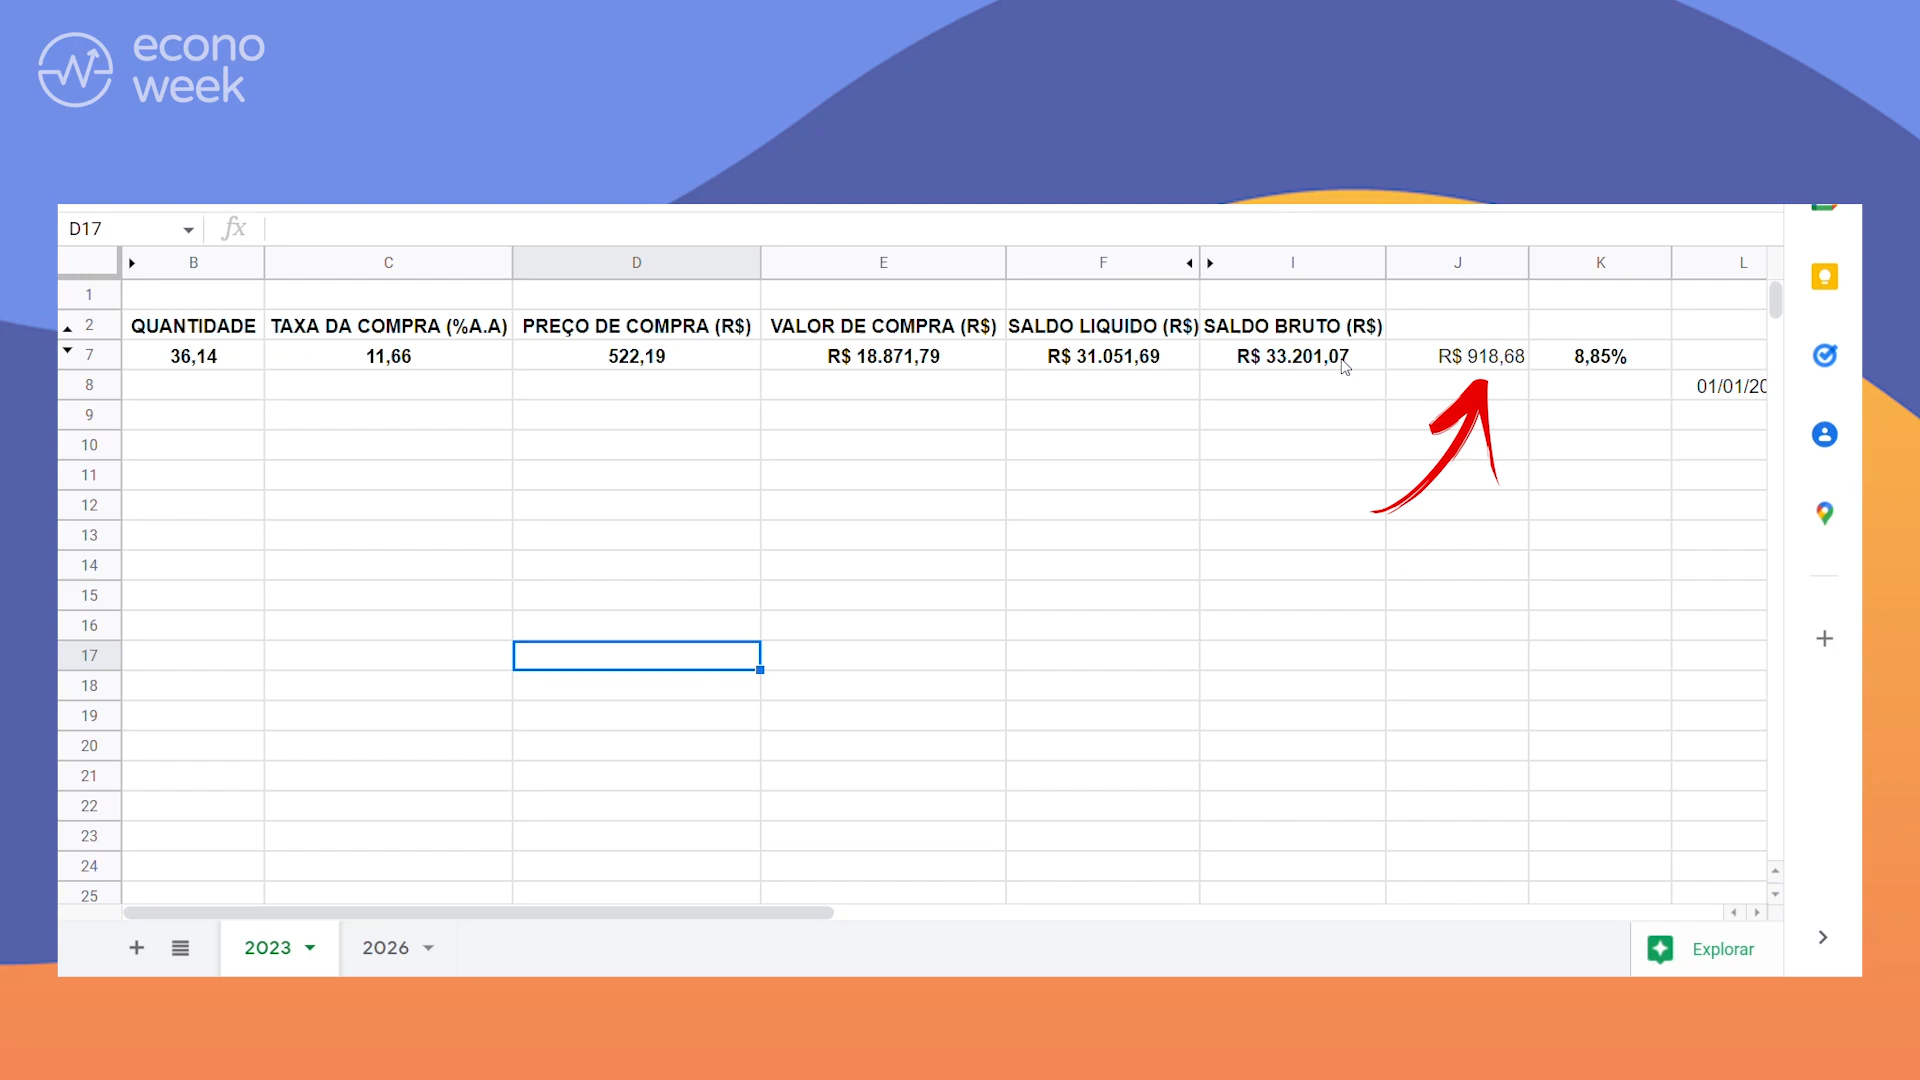 econo
week
D17
fx
B C D E F I J K L
1
2 QUANTIDADE TAXA DA COMPRA (%A.A) PREÇO DE COMPRA (R$) VALOR DE COMPRA (R$) SALDO LIQUIDO (R$) SALDO BRUTO (R$)
7 36,14 11,66 522,19 R$ 18.871,79 R$ 31.051,69 R$ 33.201,07 R$ 918,68 8,85%
8 01/01/20
9
10
11
12
13
14
15
16
17
18
19
20
21
22
23
24
25
2023 2026 Explorar